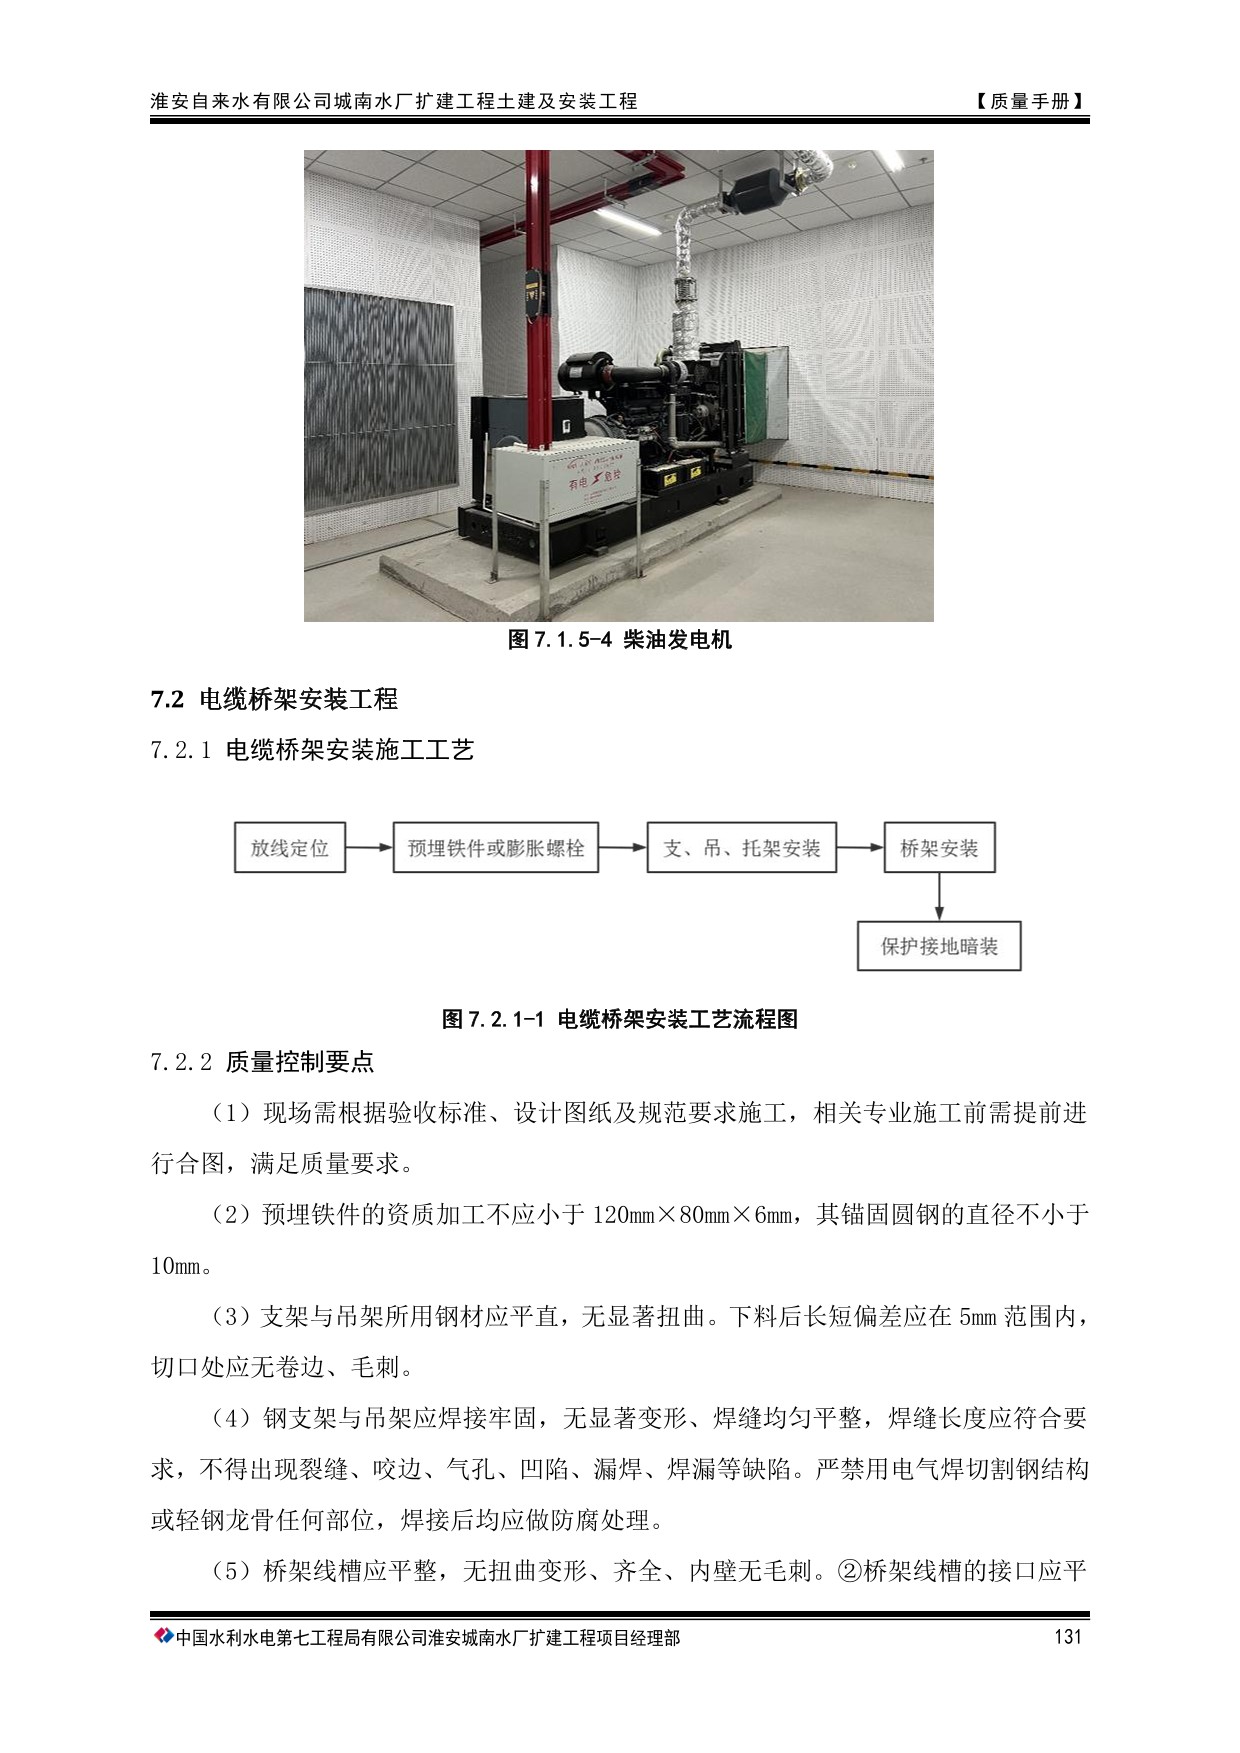 淮安自来水有限公司城南水厂扩建工程土建及安装工程 【质量手册】
有电 危险
图 7.1.5-4 柴油发电机
7.2 电缆桥架安装工程
7.2.1 电缆桥架安装施工工艺
放线定位 预埋铁件或膨胀螺栓 支、吊、托架安装 桥架安装
保护接地暗装
图 7.2.1-1 电缆桥架安装工艺流程图
7.2.2 质量控制要点
（1）现场需根据验收标准、设计图纸及规范要求施工，相关专业施工前需提前进
行合图，满足质量要求。
（2）预埋铁件的资质加工不应小于 120mm×80mm×6mm，其锚固圆钢的直径不小于
10mm。
（3）支架与吊架所用钢材应平直，无显著扭曲。下料后长短偏差应在 5mm 范围内，
切口处应无卷边、毛刺。
（4）钢支架与吊架应焊接牢固，无显著变形、焊缝均匀平整，焊缝长度应符合要
求，不得出现裂缝、咬边、气孔、凹陷、漏焊、焊漏等缺陷。严禁用电气焊切割钢结构
或轻钢龙骨任何部位，焊接后均应做防腐处理。
（5）桥架线槽应平整，无扭曲变形、齐全、内壁无毛刺。②桥架线槽的接口应平
中国水利水电第七工程局有限公司淮安城南水厂扩建工程项目经理部 131